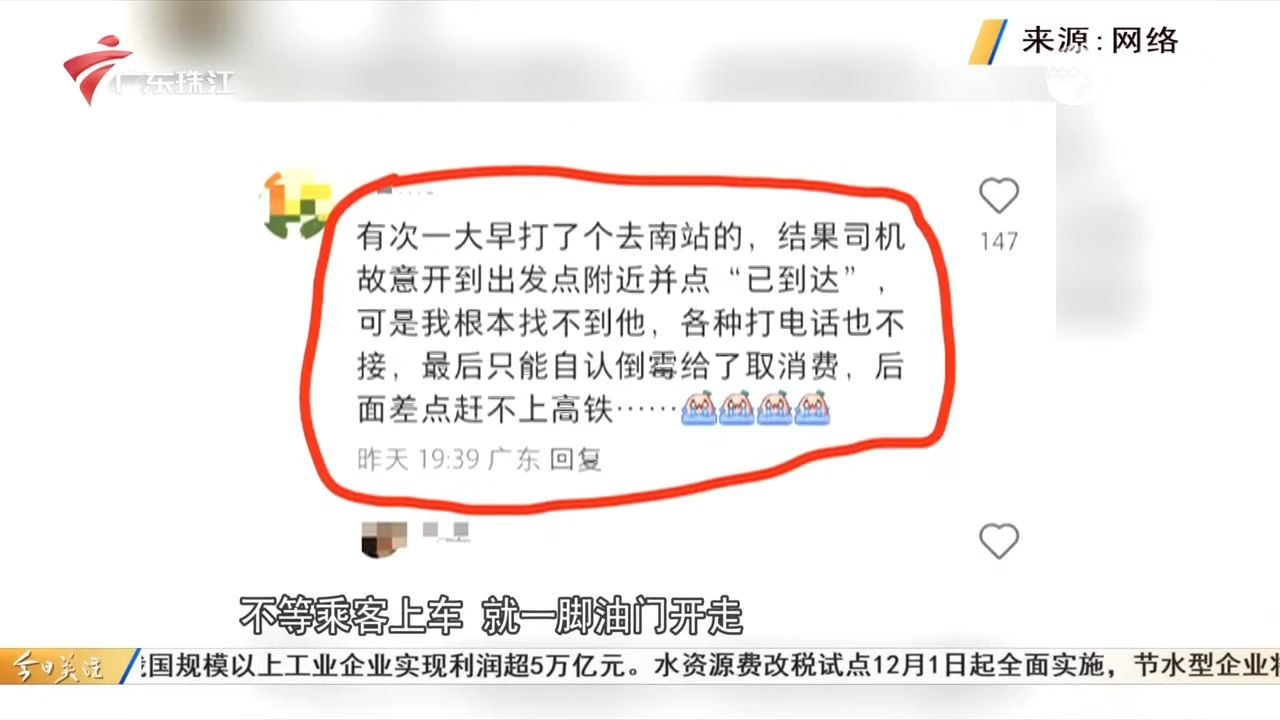 广东珠江
来源:网络
有次一大早打了个去南站的，结果司机
故意开到出发点附近并点“已到达”，
可是我根本找不到他，各种打电话也不
接，最后只能自认倒霉给了取消费，后
面差点赶不上高铁……
147
昨天 19:39 广东 回复
不等乘客上车 就一脚油门开走
今日关注
国规模以上工业企业实现利润超5万亿元。水资源费改税试点12月1日起全面实施，节水型企业